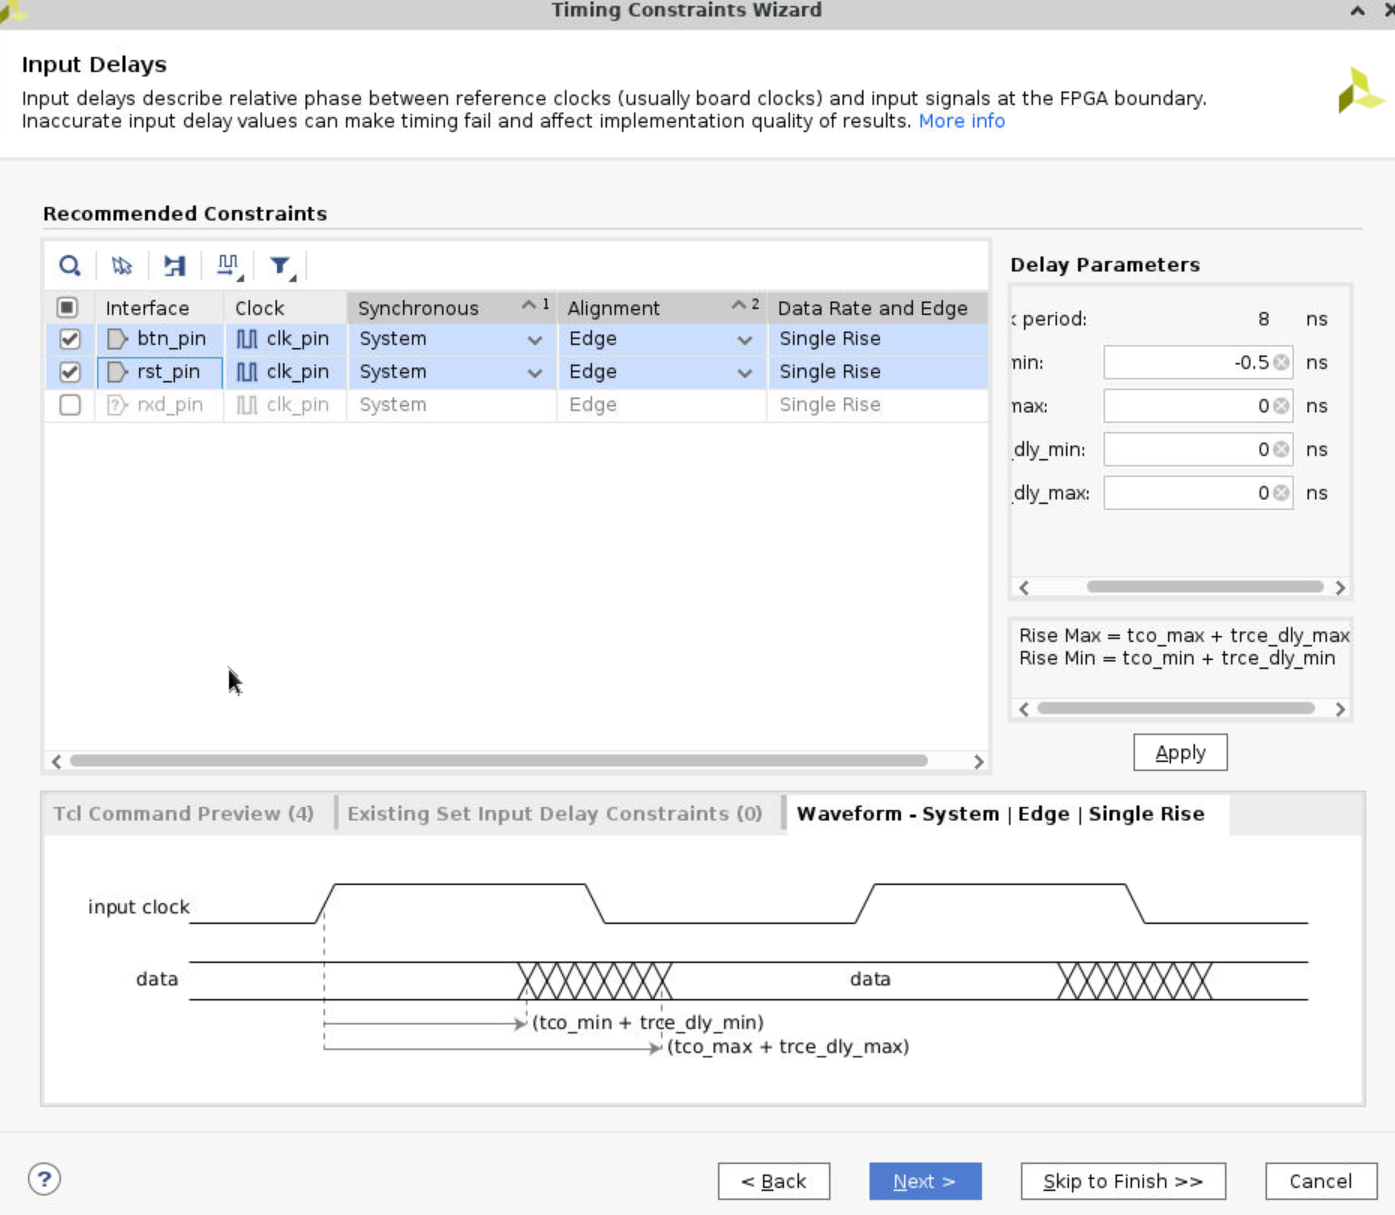 Timing Constraints Wizard
Input Delays
Input delays describe relative phase between reference clocks (usually board clocks) and input signals at the FPGA boundary.
Inaccurate input delay values can make timing fail and affect implementation quality of results. More info
Recommended Constraints
Interface Clock Synchronous 1 Alignment 2 Data Rate and Edge
btn_pin clk_pin System Edge Single Rise
rst_pin clk_pin System Edge Single Rise
rxd_pin clk_pin System Edge Single Rise
Delay Parameters
period: 8 ns
min: -0.5 ns
max: 0 ns
_dly_min: 0 ns
_dly_max: 0 ns
Rise Max = tco_max + trce_dly_max
Rise Min = tco_min + trce_dly_min
Apply
Tcl Command Preview (4) Existing Set Input Delay Constraints (0) Waveform - System | Edge | Single Rise
input clock
data data
(tco_min + trce_dly_min)
(tco_max + trce_dly_max)
? < Back Next > Skip to Finish >> Cancel